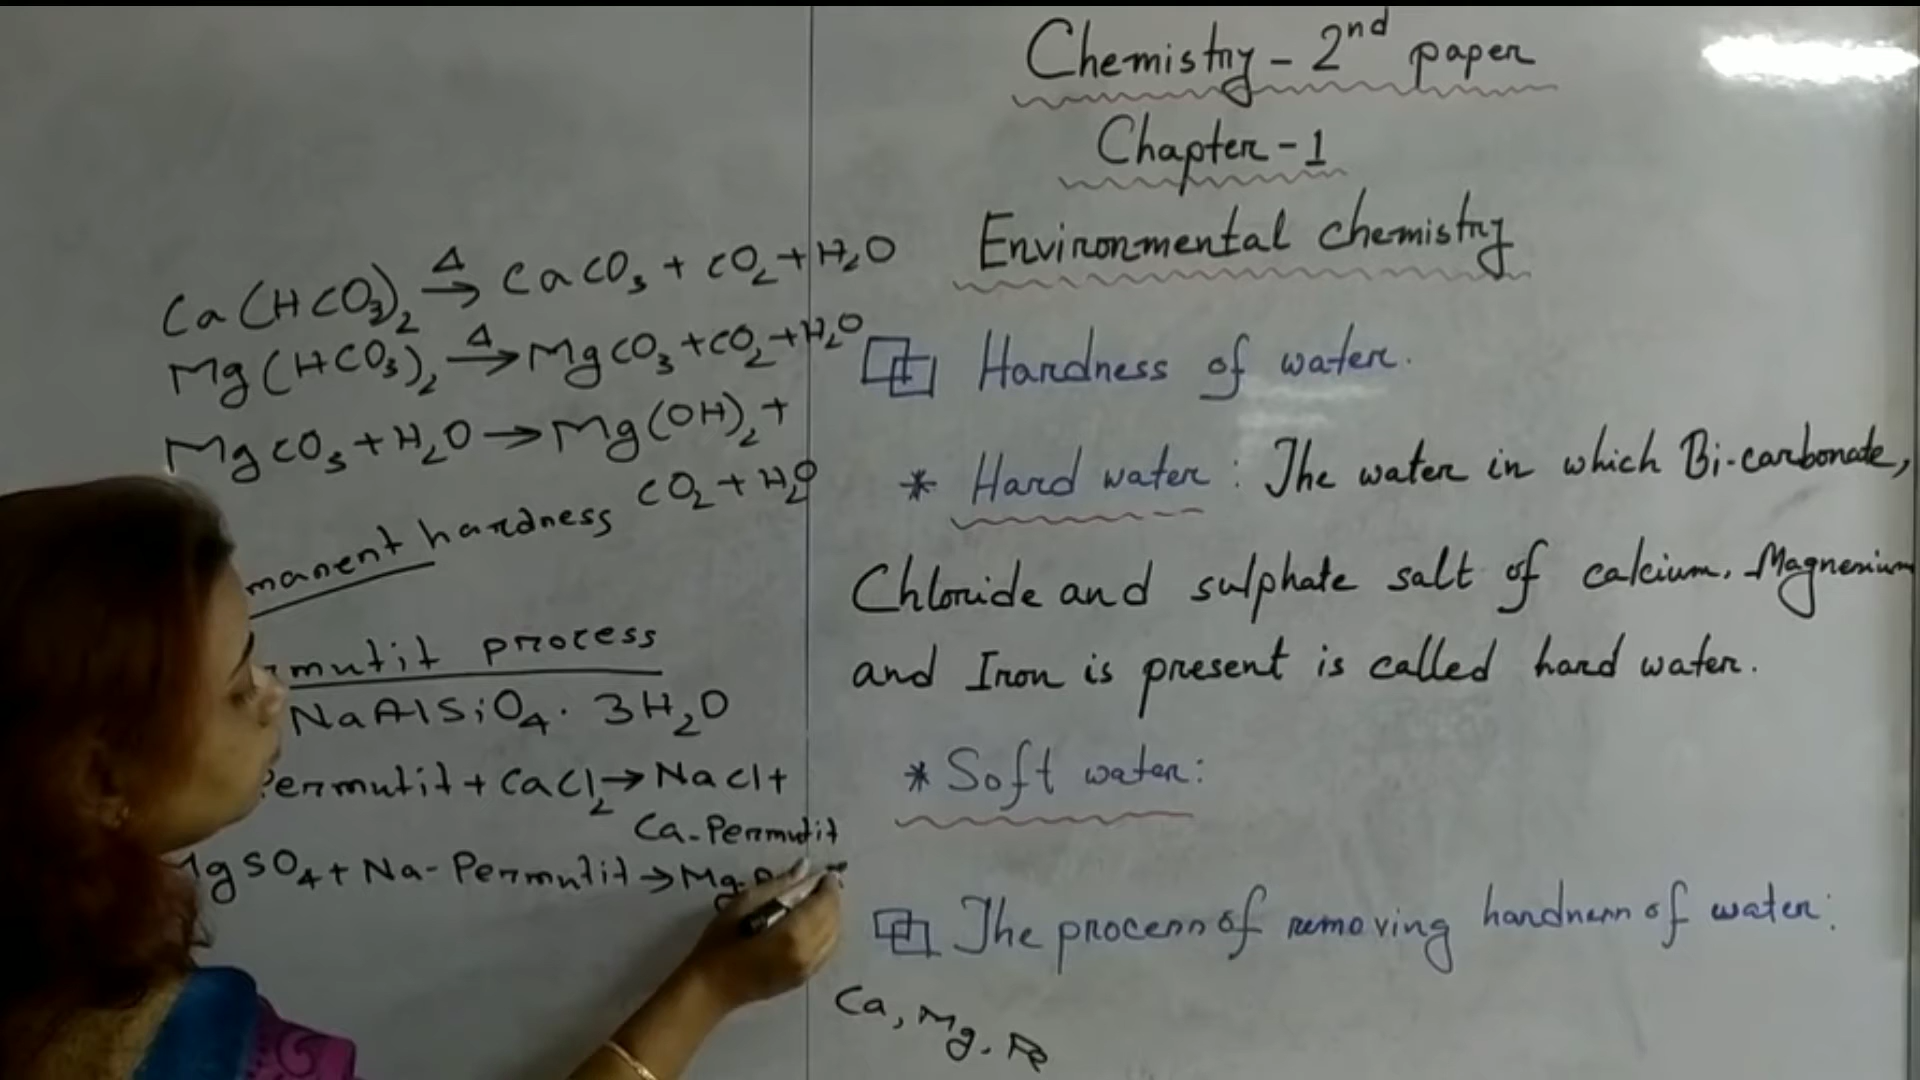 Chemistry - 2nd paper
Chapter - 1
Environmental chemistry
Hardness of water.
* Hard water : The water in which Bi-carbonate,
Chloride and sulphate salt of calcium, Magnesium
and Iron is present is called hard water.
* Soft water:
The process of removing hardness of water:
Ca, Mg. Fe
Ca(HCO3)2 Δ→ CaCO3 + CO2 + H2O
Mg(HCO3)2 Δ→ MgCO3 + CO2 + H2O
MgCO3 + H2O → Mg(OH)2 +
CO2 + H2O
manent hardness
mutit process
NaAlSiO4. 3H2O
Permutit + CaCl2 → NaCl +
Ca-Permutit
MgSO4 + Na-Permutit → Mg